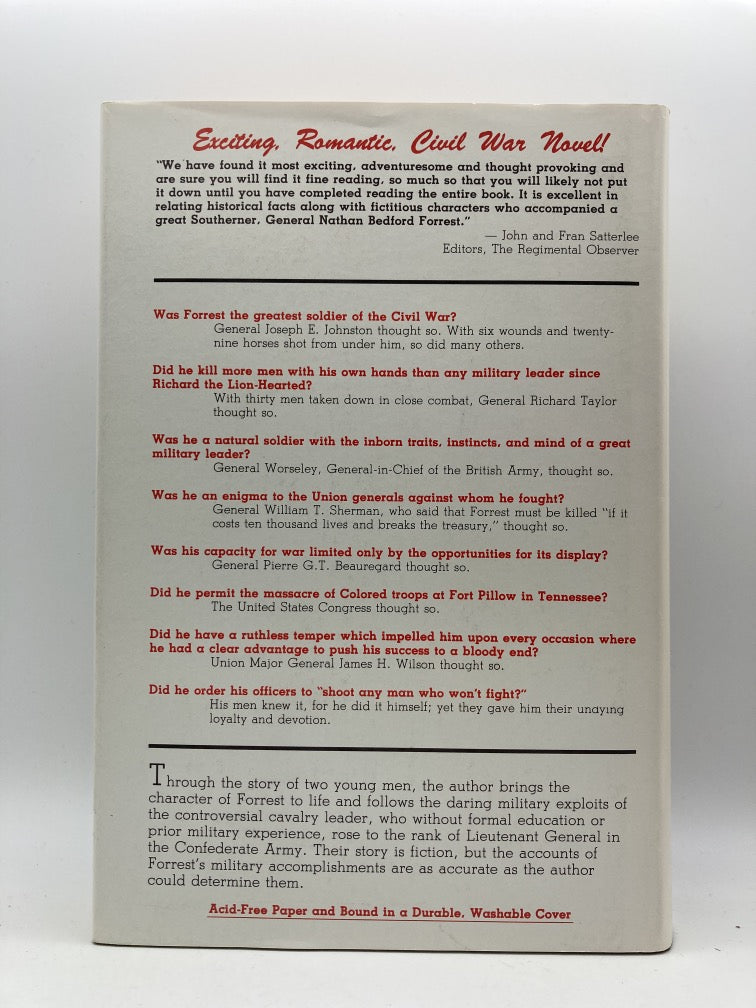 Exciting, Romantic, Civil War Novel!
"We have found it most exciting, adventuresome and thought provoking and
are sure you will find it fine reading, so much so that you will likely not put
it down until you have completed reading the entire book. It is excellent in
relating historical facts along with fictitious characters who accompanied a
great Southerner, General Nathan Bedford Forrest."
— John and Fran Satterlee
Editors, The Regimental Observer
Was Forrest the greatest soldier of the Civil War?
General Joseph E. Johnston thought so. With six wounds and twenty-
nine horses shot from under him, so did many others.
Did he kill more men with his own hands than any military leader since
Richard the Lion-Hearted?
With thirty men taken down in close combat, General Richard Taylor
thought so.
Was he a natural soldier with the inborn traits, instincts, and mind of a great
military leader?
General Worseley, General-in-Chief of the British Army, thought so.
Was he an enigma to the Union generals against whom he fought?
General William T. Sherman, who said that Forrest must be killed "if it
costs ten thousand lives and breaks the treasury," thought so.
Was his capacity for war limited only by the opportunities for its display?
General Pierre G.T. Beauregard thought so.
Did he permit the massacre of Colored troops at Fort Pillow in Tennessee?
The United States Congress thought so.
Did he have a ruthless temper which impelled him upon every occasion where
he had a clear advantage to push his success to a bloody end?
Union Major General James H. Wilson thought so.
Did he order his officers to "shoot any man who won't fight?"
His men knew it, for he did it himself; yet they gave him their unaying
loyalty and devotion.
Through the story of two young men, the author brings the
character of Forrest to life and follows the daring military exploits of
the controversial cavalry leader, who without formal education or
prior military experience, rose to the rank of Lieutenant General in
the Confederate Army. Their story is fiction, but the accounts of
Forrest's military accomplishments are as accurate as the author
could determine them.
Acid-Free Paper and Bound in a Durable, Washable Cover